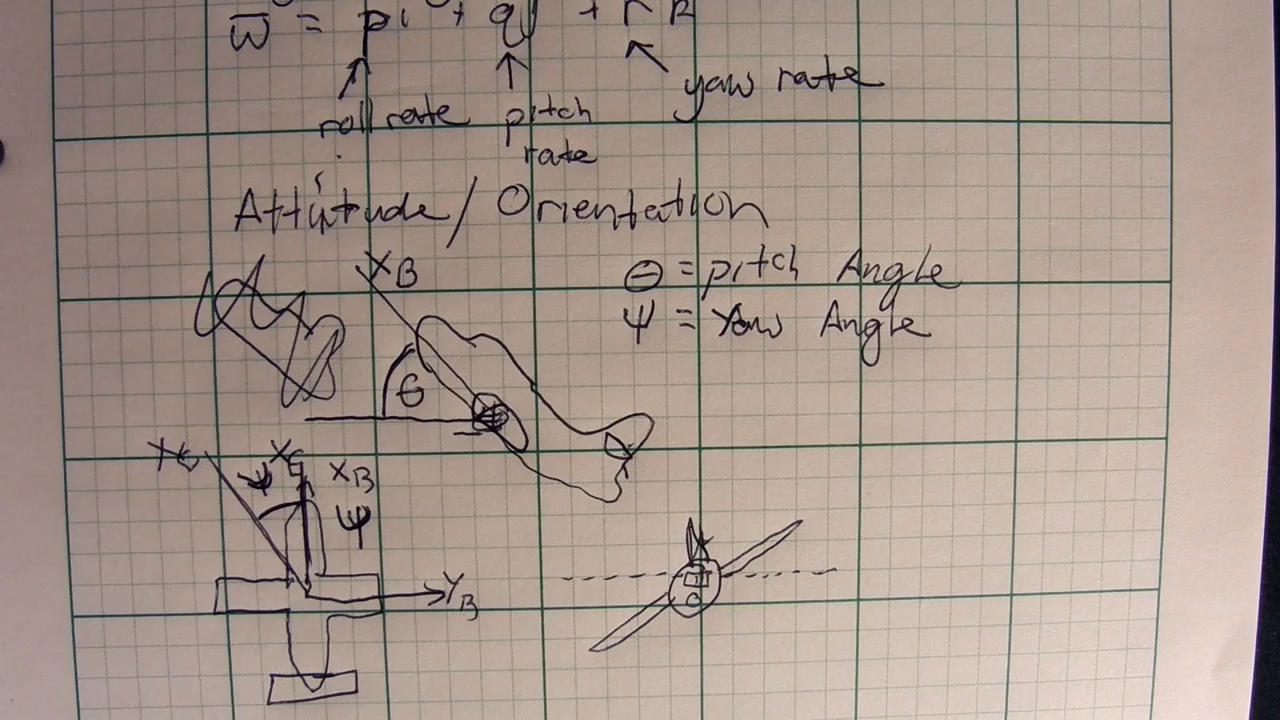 ω̅ = pi + qj + rk
yaw rate
roll rate pitch
rate
Attitude / Orientation
X_B
Θ = pitch Angle
Ψ = Yaw Angle
Θ
X_E X_B
Ψ Ψ
Y_B